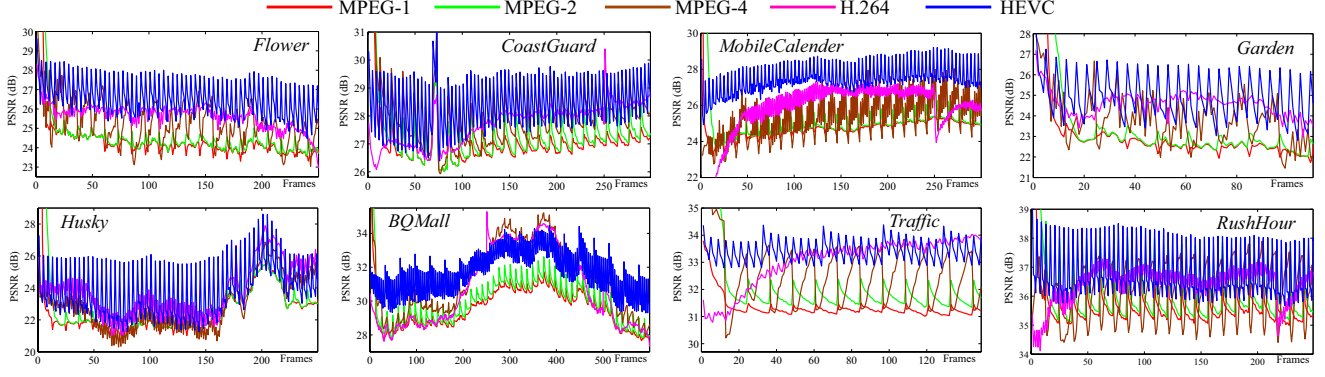 MPEG-1 MPEG-2 MPEG-4 H.264 HEVC
Flower
PSNR (dB)
30
29
28
27
26
25
24
23
0 50 100 150 200 Frames
CoastGuard
PSNR (dB)
31
30
29
28
27
26
0 50 100 150 200 250 Frames
MobileCalender
PSNR (dB)
30
28
26
24
22
0 50 100 150 200 250 Frames
Garden
PSNR (dB)
28
27
26
25
24
23
22
21
0 20 40 60 80 Frames
Husky
PSNR (dB)
28
26
24
22
20
0 50 100 150 200 Frames
BQMall
PSNR (dB)
34
32
30
28
0 100 200 300 400 500 Frames
Traffic
PSNR (dB)
35
34
33
32
31
30
20 40 60 80 100 120 Frames
RushHour
PSNR (dB)
39
38
37
36
35
34
0 50 100 150 200 Frames